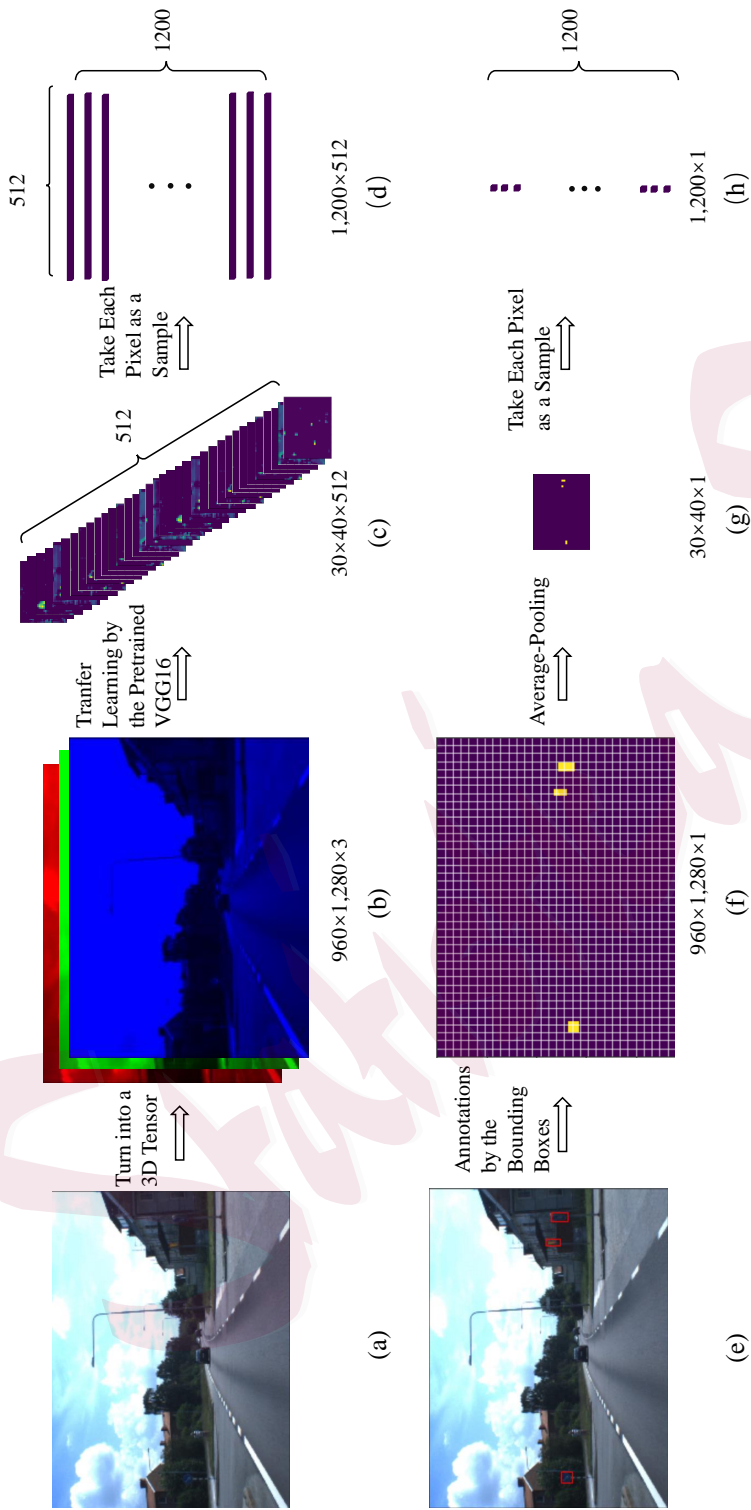 Turn into a
3D Tensor
Tranfer
Learning by
the Pretrained
VGG16
512
Take Each
Pixel as a
Sample
512
1200
960×1,280×3
30×40×512
1,200×512
(a)
(b)
(c)
(d)
Annotations
by the
Bounding
Boxes
Average-Pooling
Take Each Pixel
as a Sample
1200
960×1,280×1
30×40×1
1,200×1
(e)
(f)
(g)
(h)